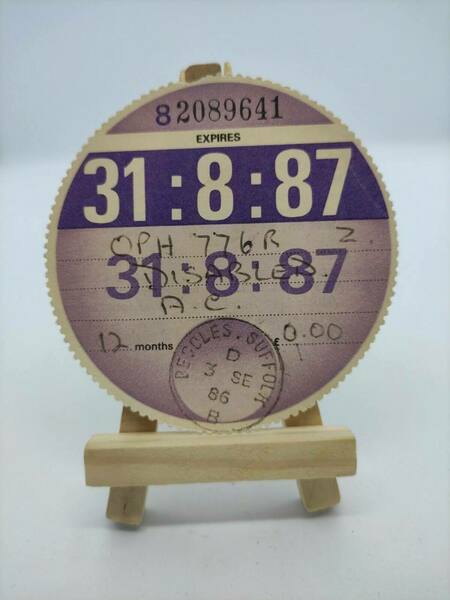 82089641
EXPIRES
31:8:87
OPH 776R Z.
31:8:87
DISABLED.
A.C.
12 months £ 0.00
BECCLES.SUFFOLK
D
3 SE
86
B